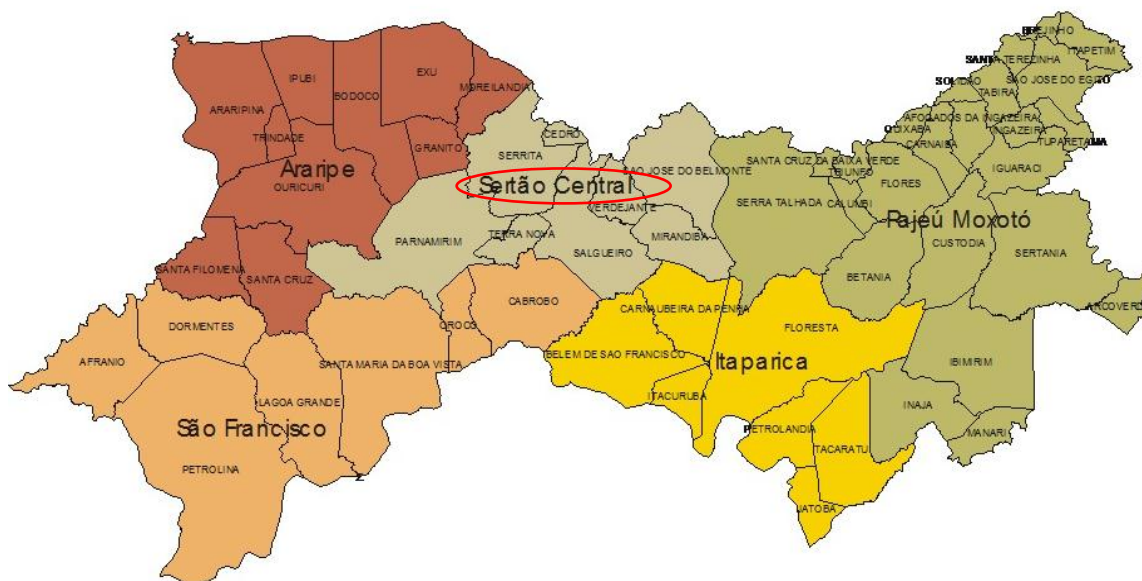 BREJINHO
ITAPETIM
SANTA TEREZINHA
SAO JOSE DO EGITO
SOLIDAO
TABIRA
EXU
IPUBI
BODOCO
MOREILANDIA
ARARIPINA
TRINDADE
GRANITO
Araripe
OURICURI
CEDRO
SERRITA
SAO JOSE DO BELMONTE
Sertão Central
VERDEJANTE
PARNAMIRIM
TERRA NOVA
SALGUEIRO
MIRANDIBA
AFOGADOS DA INGAZEIRA
QUIXABA
CARNAIBA
INGAZEIRA
TUPARETAMA
IGUARACI
SANTA CRUZ DA BAIXA VERDE
TRIUNFO
FLORES
SERRA TALHADA
CALUMBI
Pajeú Moxotó
CUSTODIA
SERTANIA
BETANIA
ARCOVERD
IBIMIRIM
INAJA
MANARI
SANTA FILOMENA
SANTA CRUZ
DORMENTES
AFRANIO
OROCO
CABROBO
SANTA MARIA DA BOA VISTA
LAGOA GRANDE
São Francisco
PETROLINA
CARNAUBEIRA DA PENHA
FLORESTA
BELEM DE SAO FRANCISCO
Itaparica
ITACURUBA
PETROLANDIA
TACARATU
JATOBA